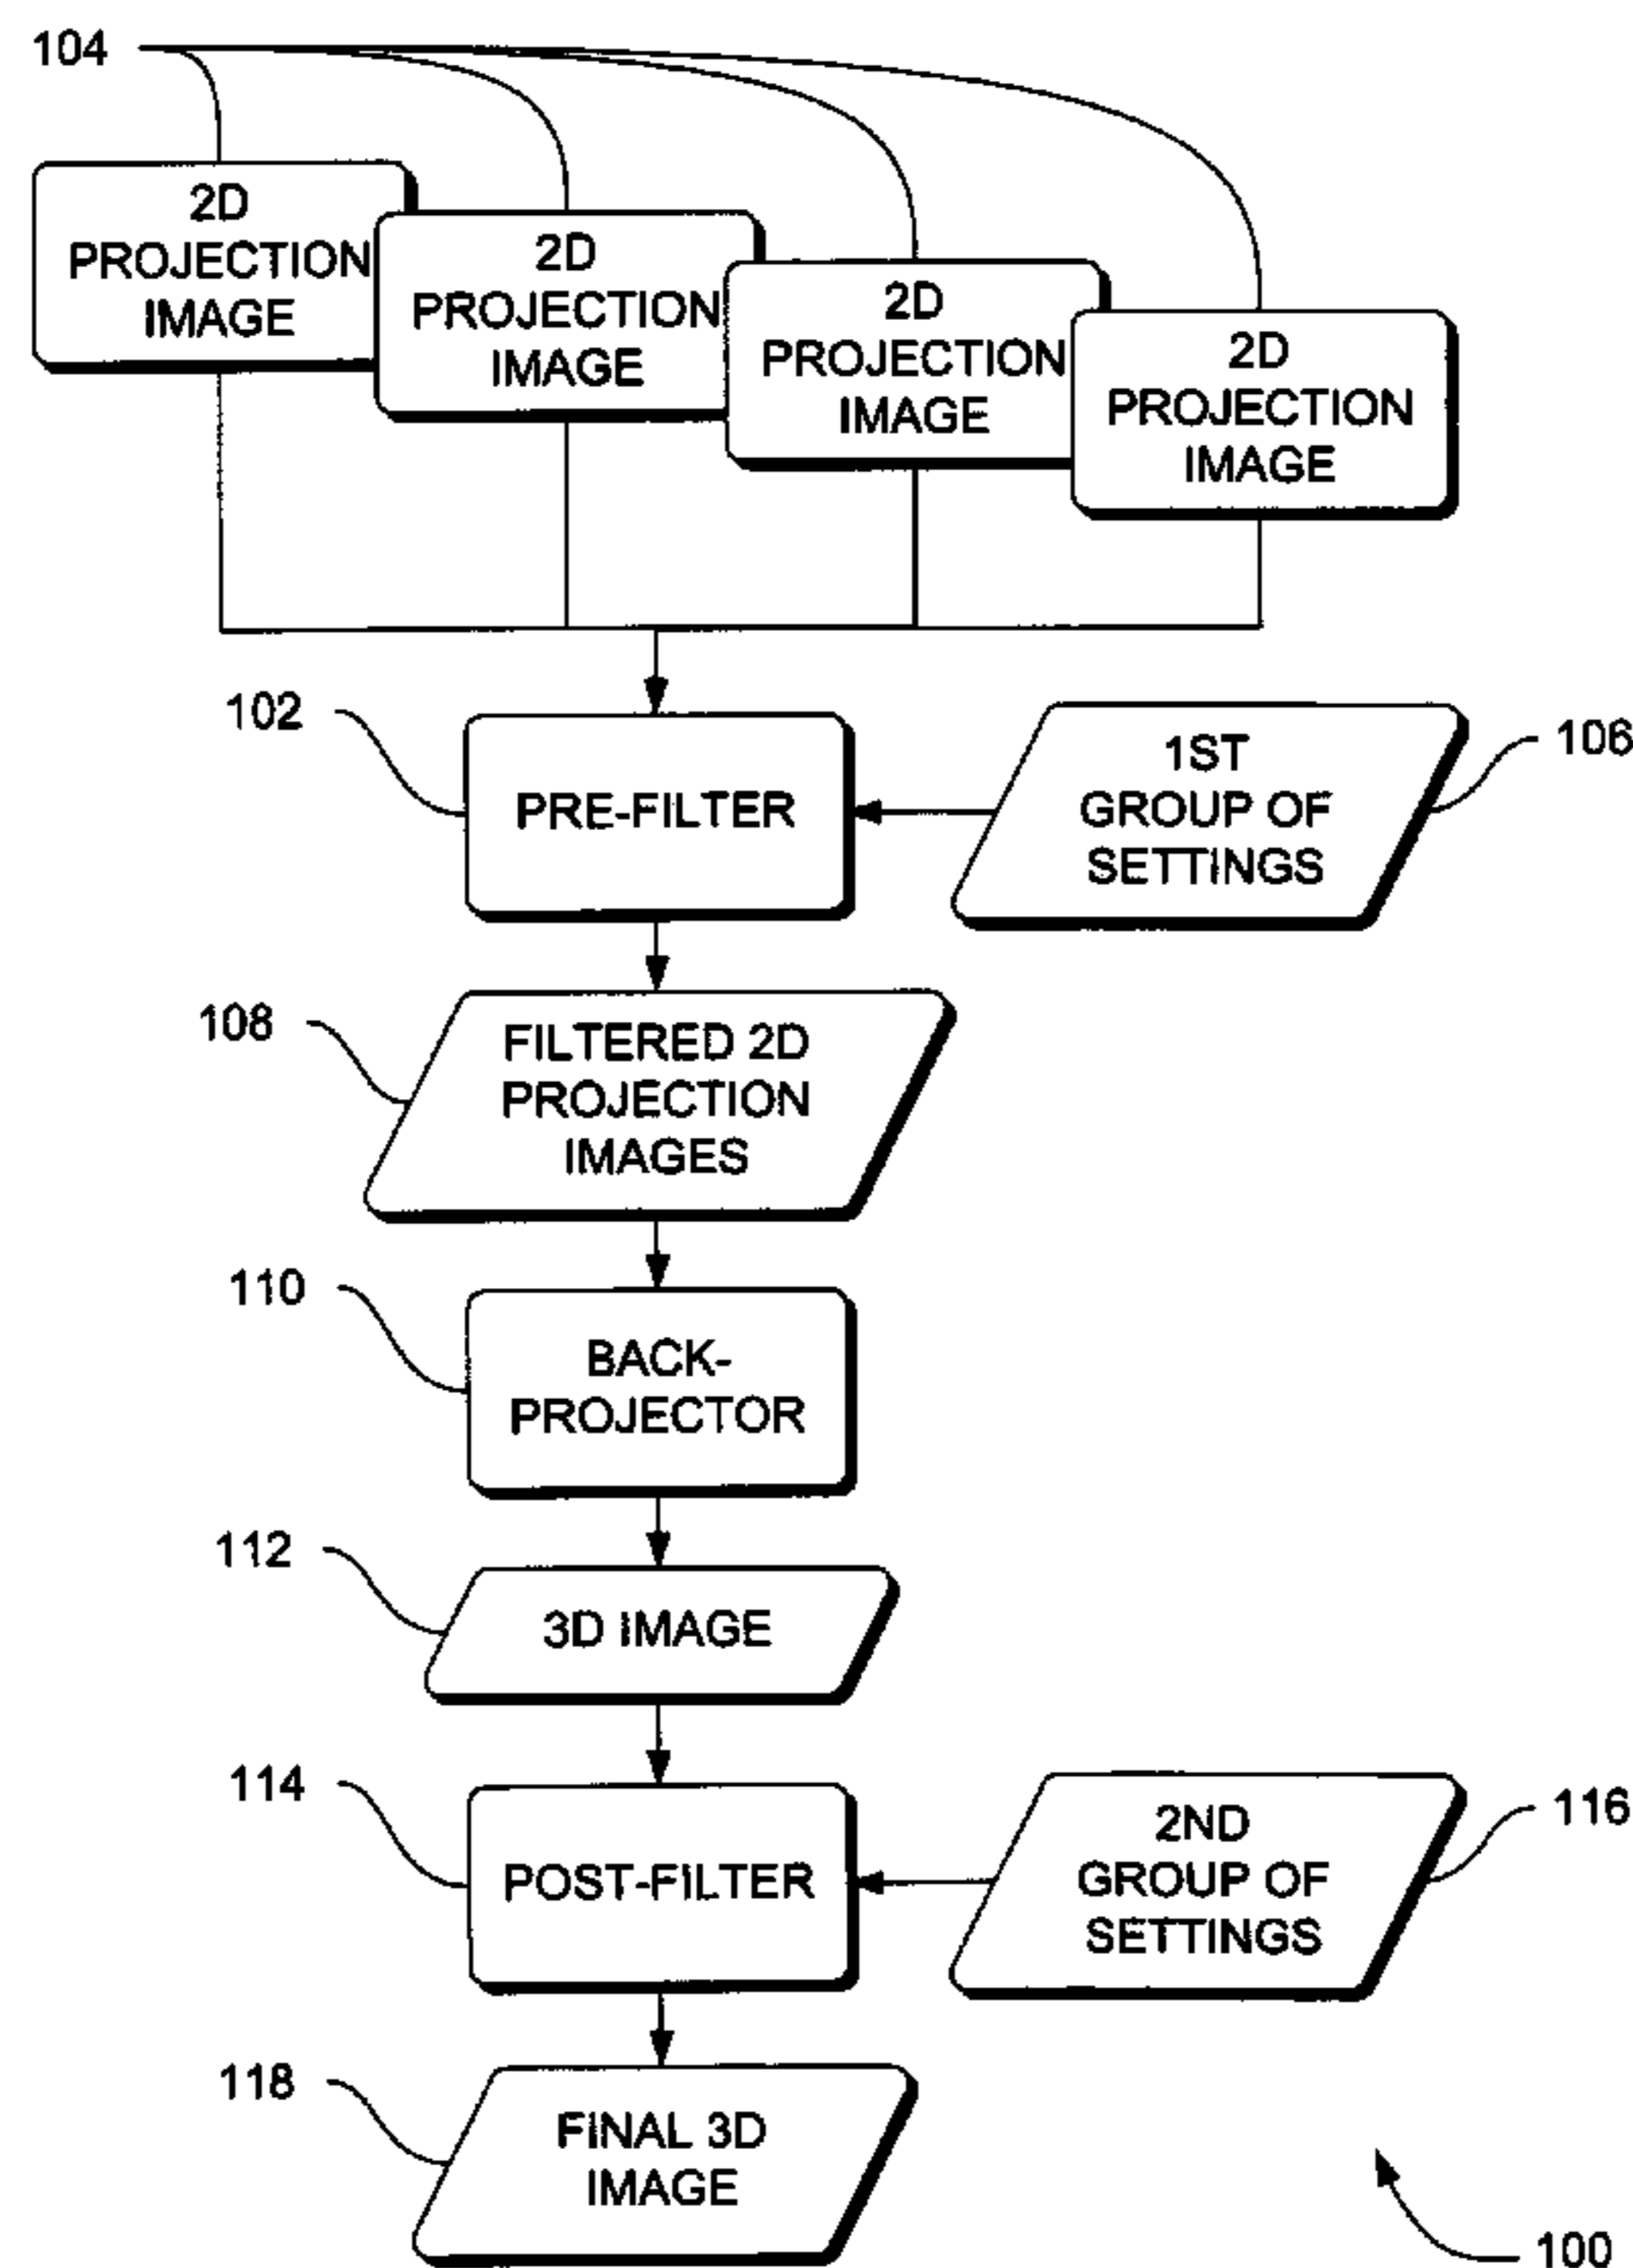 104
2D
PROJECTION
IMAGE
2D
PROJECTION
IMAGE
2D
PROJECTION
IMAGE
2D
PROJECTION
IMAGE
102
PRE-FILTER
1ST
GROUP OF
SETTINGS
106
108
FILTERED 2D
PROJECTION
IMAGES
110
BACK-
PROJECTOR
112
3D IMAGE
114
POST-FILTER
2ND
GROUP OF
SETTINGS
116
118
FINAL 3D
IMAGE
100